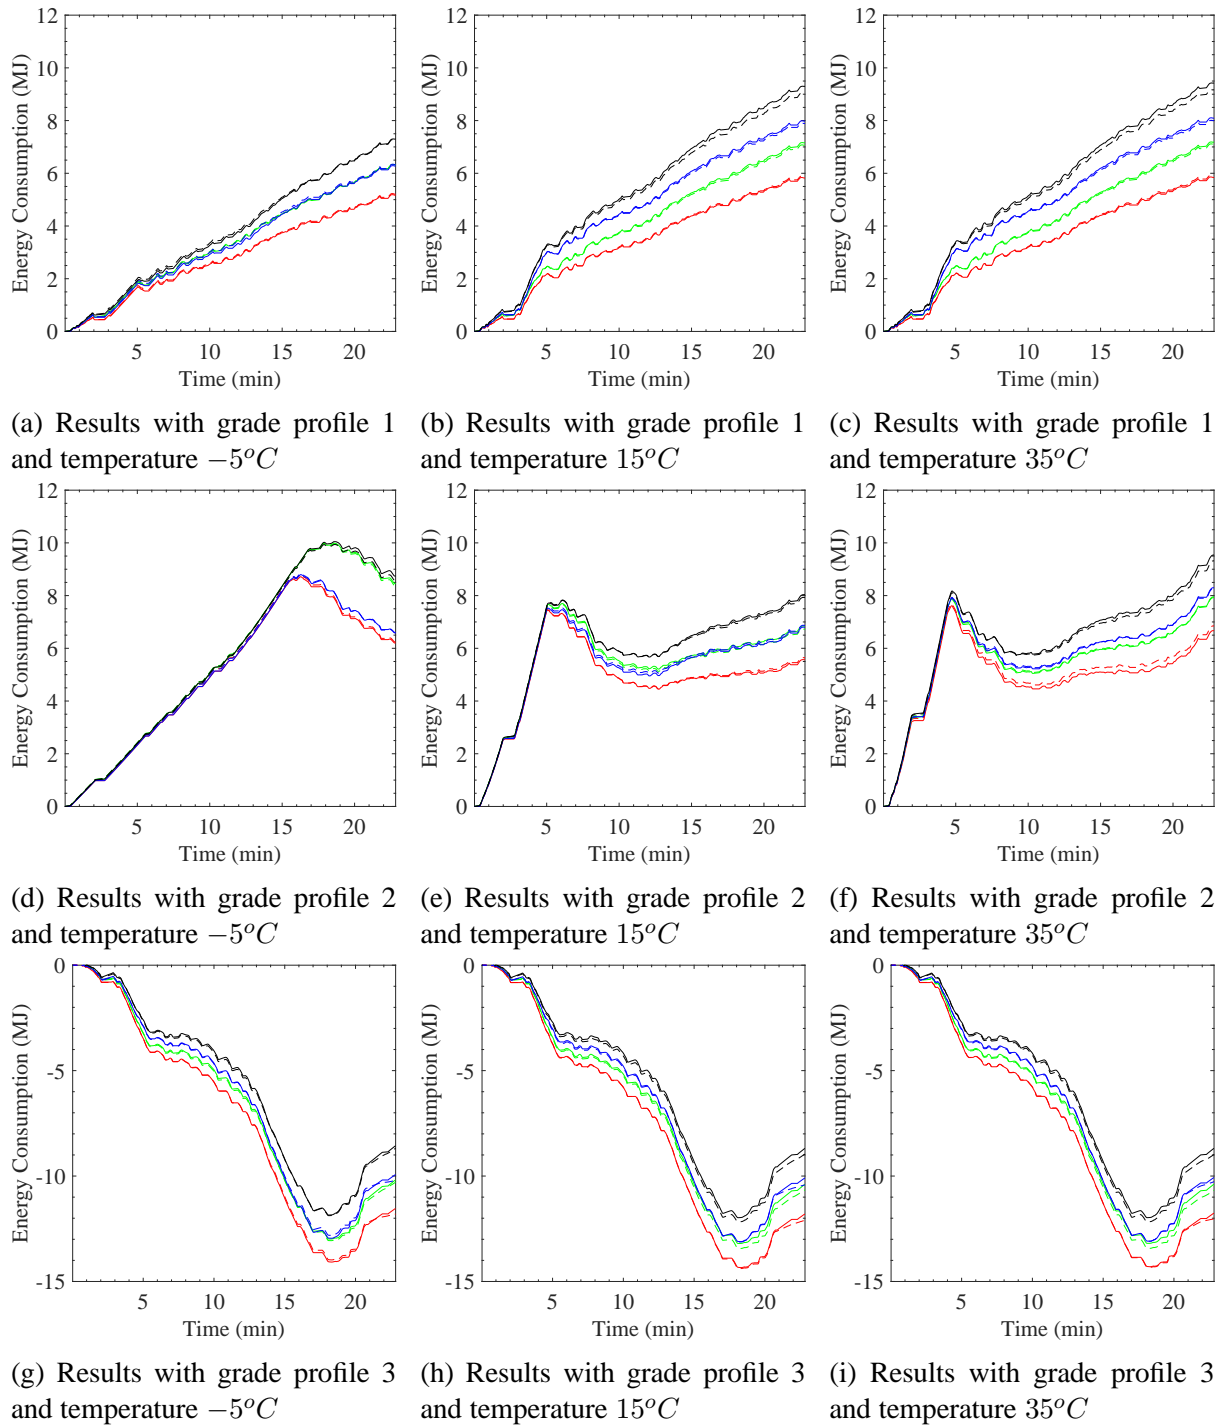 12
10
8
6
4
2
0
Energy Consumption (MJ)
5 10 15 20
Time (min)
12
10
8
6
4
2
0
Energy Consumption (MJ)
5 10 15 20
Time (min)
12
10
8
6
4
2
0
Energy Consumption (MJ)
5 10 15 20
Time (min)
(a) Results with grade profile 1
and temperature −5°C
(b) Results with grade profile 1
and temperature 15°C
(c) Results with grade profile 1
and temperature 35°C
12
10
8
6
4
2
0
Energy Consumption (MJ)
5 10 15 20
Time (min)
12
10
8
6
4
2
0
Energy Consumption (MJ)
5 10 15 20
Time (min)
12
10
8
6
4
2
0
Energy Consumption (MJ)
5 10 15 20
Time (min)
(d) Results with grade profile 2
and temperature −5°C
(e) Results with grade profile 2
and temperature 15°C
(f) Results with grade profile 2
and temperature 35°C
0
-5
-10
-15
Energy Consumption (MJ)
5 10 15 20
Time (min)
0
-5
-10
-15
Energy Consumption (MJ)
5 10 15 20
Time (min)
0
-5
-10
-15
Energy Consumption (MJ)
5 10 15 20
Time (min)
(g) Results with grade profile 3
and temperature −5°C
(h) Results with grade profile 3
and temperature 15°C
(i) Results with grade profile 3
and temperature 35°C